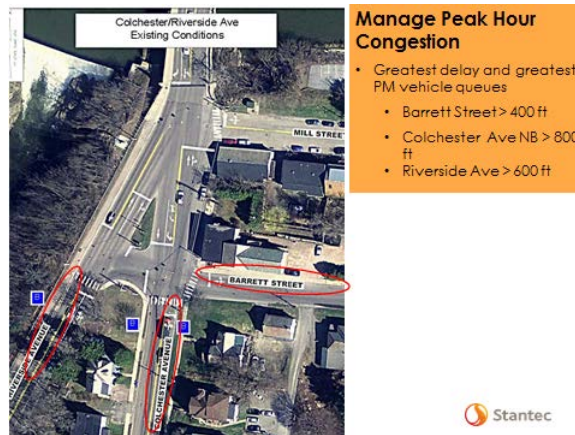 Colchester/Riverside Ave
Existing Conditions
MILL STREET
BARRETT STREET
RIVERSIDE AVENUE
COLCHESTER AVENUE
Manage Peak Hour
Congestion
• Greatest delay and greatest
PM vehicle queues
• Barrett Street > 400 ft
• Colchester Ave NB > 800
ft
• Riverside Ave > 600 ft
Stantec